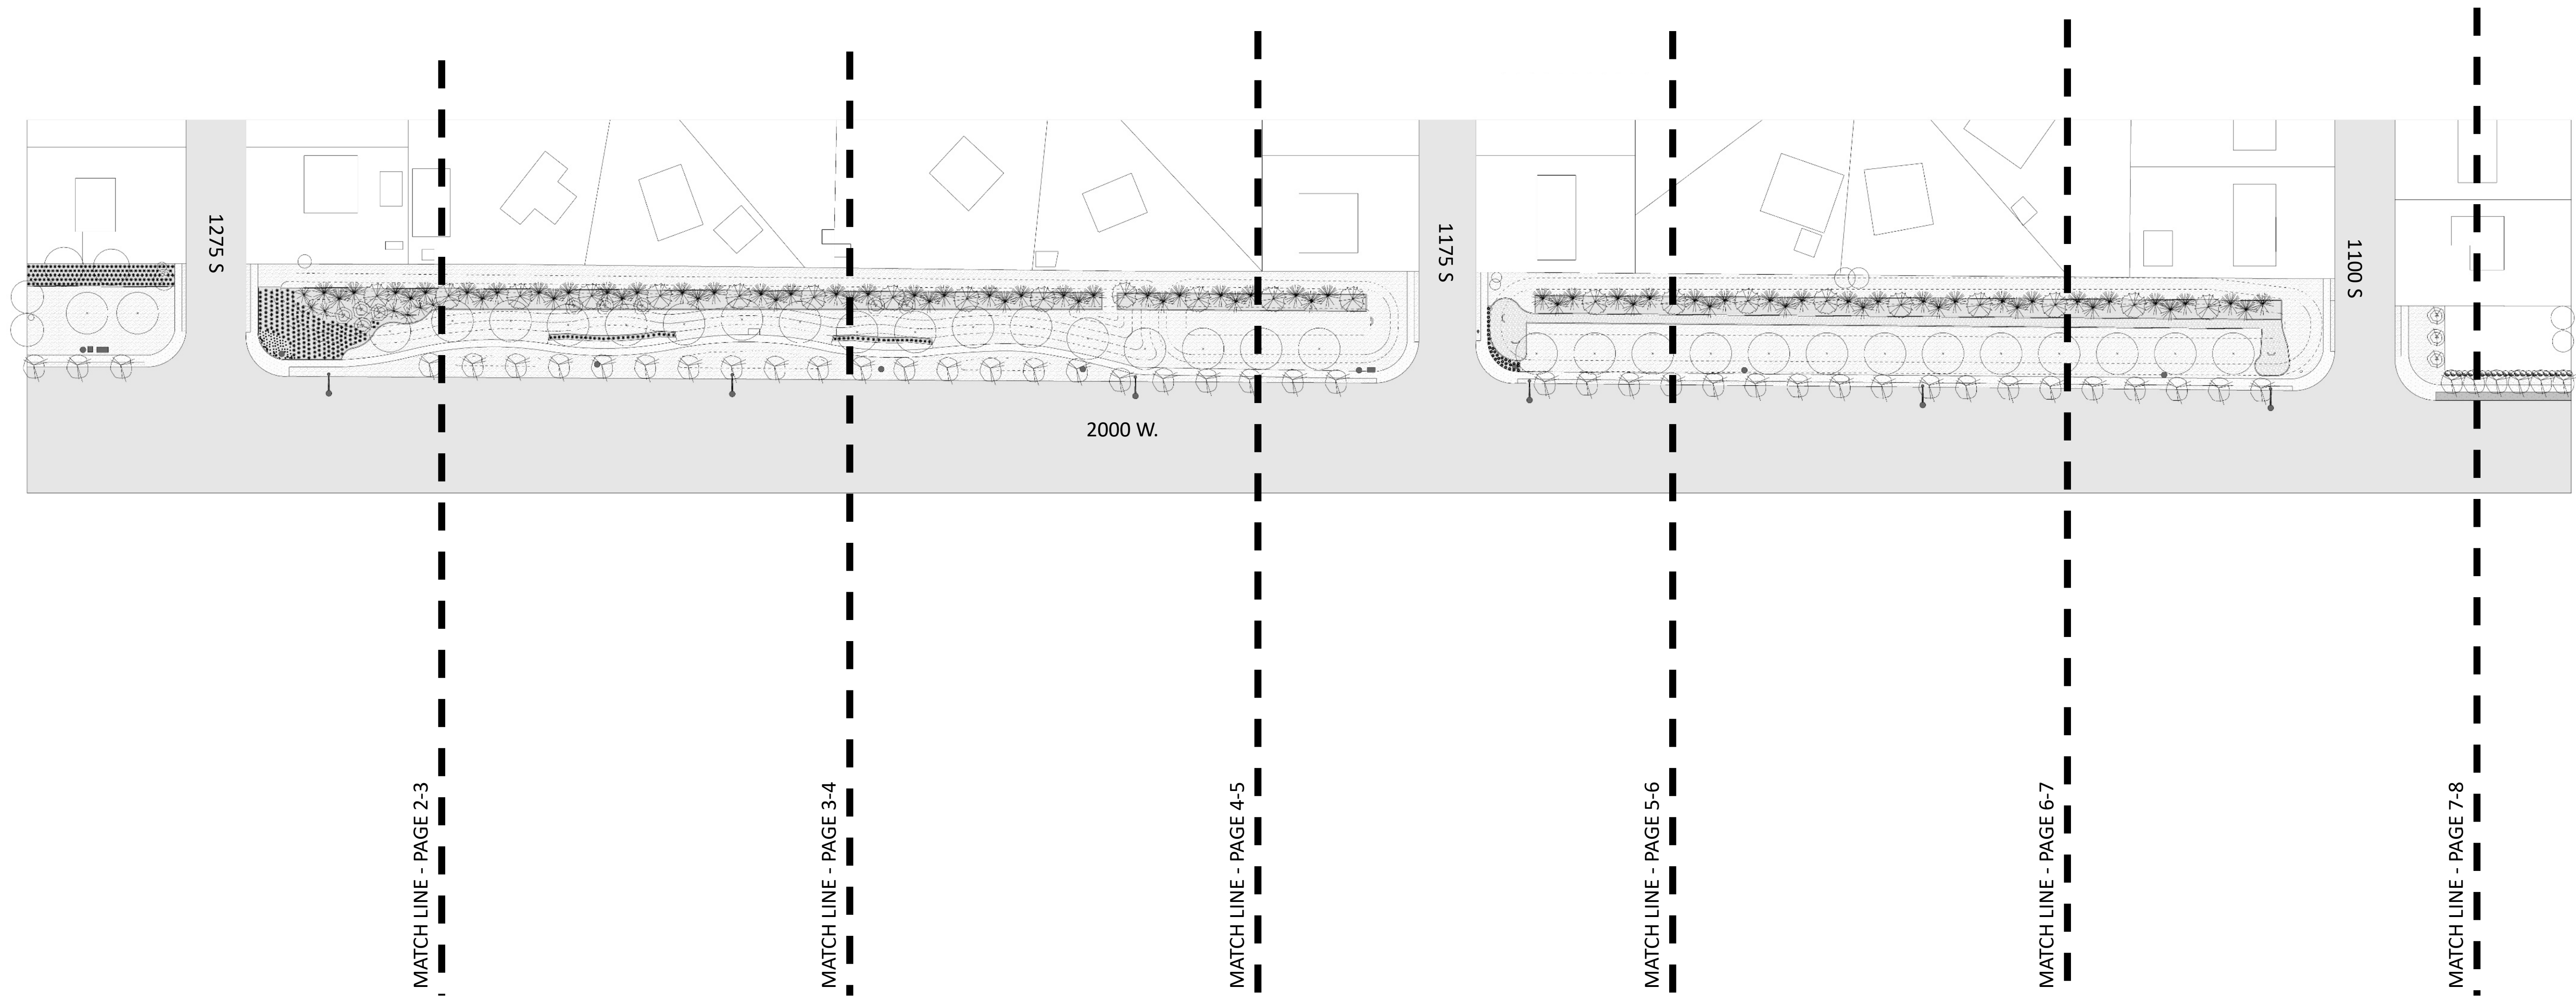 1275 S
1175 S
1100 S
2000 W.
MATCH LINE - PAGE 2-3
MATCH LINE - PAGE 3-4
MATCH LINE - PAGE 4-5
MATCH LINE - PAGE 5-6
MATCH LINE - PAGE 6-7
MATCH LINE - PAGE 7-8